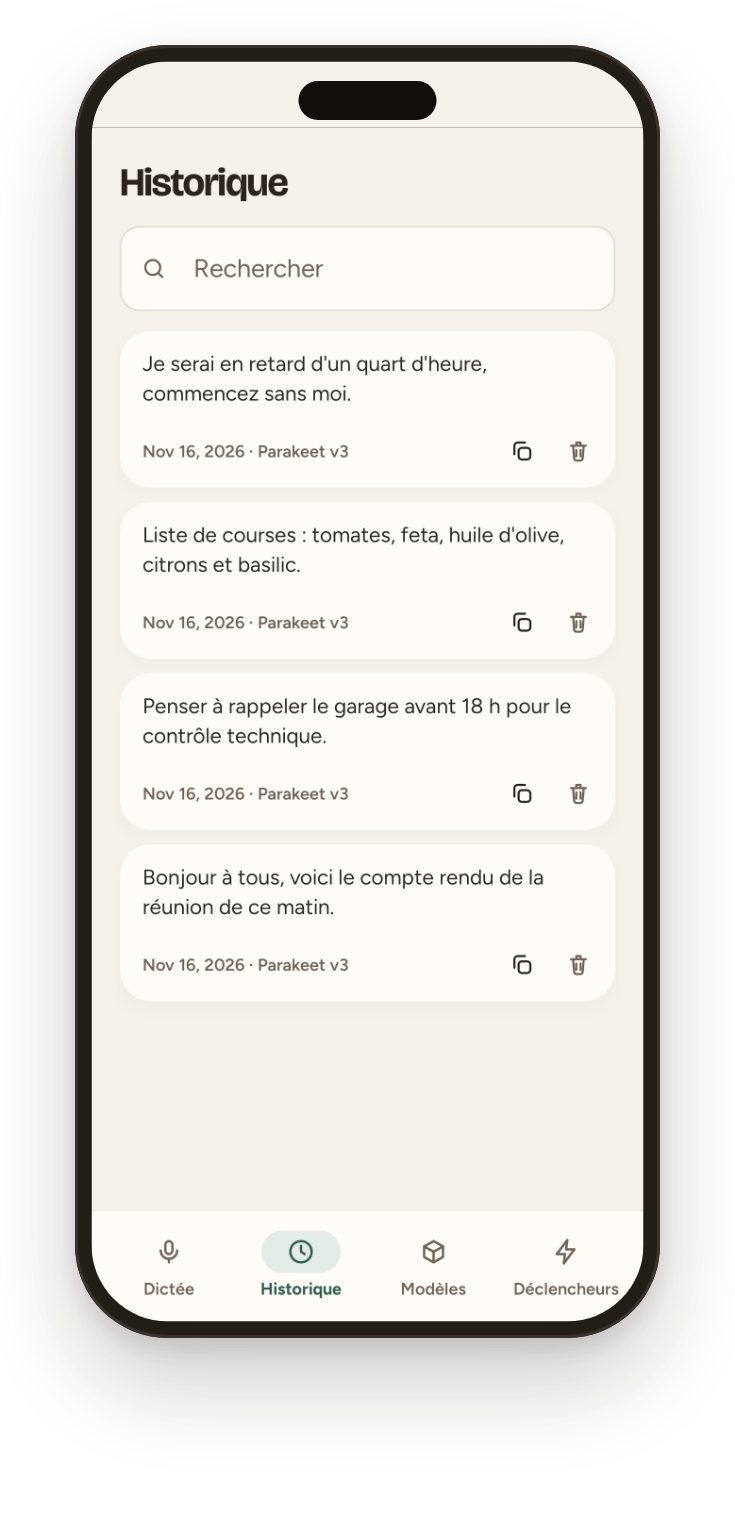 Historique
Rechercher
Je serai en retard d'un quart d'heure,
commencez sans moi.
Nov 16, 2026 · Parakeet v3
Liste de courses : tomates, feta, huile d'olive,
citrons et basilic.
Nov 16, 2026 · Parakeet v3
Penser à rappeler le garage avant 18 h pour le
contrôle technique.
Nov 16, 2026 · Parakeet v3
Bonjour à tous, voici le compte rendu de la
réunion de ce matin.
Nov 16, 2026 · Parakeet v3
Dictée
Historique
Modèles
Déclencheurs